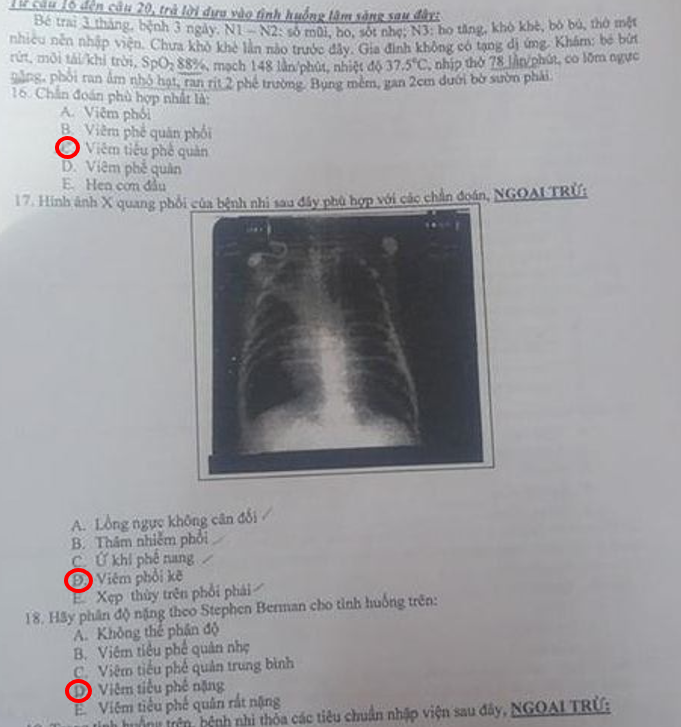 Từ câu 16 đến câu 20, trả lời dựa vào tình huống lâm sàng sau đây:
Bé trai 3 tháng, bệnh 3 ngày. N1 – N2: sổ mũi, ho, sốt nhẹ; N3: ho tăng, khò khè, bỏ bú, thở mệt
nhiều nên nhập viện. Chưa khò khè lần nào trước đây. Gia đình không có tạng dị ứng. Khám: bé bứt
rứt, môi tái/khí trời, SpO₂ 88%, mạch 148 lần/phút, nhiệt độ 37.5°C, nhịp thở 78 lần/phút, co lõm ngực
nặng, phổi ran ẩm nhỏ hạt, ran rít 2 phế trường. Bụng mềm, gan 2cm dưới bờ sườn phải.
16. Chẩn đoán phù hợp nhất là:
A. Viêm phổi
B. Viêm phế quản phổi
C. Viêm tiểu phế quản
D. Viêm phế quản
E. Hen cơn đầu
17. Hình ảnh X quang phổi của bệnh nhi sau đây phù hợp với các chẩn đoán, NGOẠI TRỪ:
A. Lồng ngực không cân đối
B. Thâm nhiễm phổi
C. Ứ khí phế nang
D. Viêm phổi kẽ
E. Xẹp thùy trên phổi phải
18. Hãy phân độ nặng theo Stephen Berman cho tình huống trên:
A. Không thể phân độ
B. Viêm tiểu phế quản nhẹ
C. Viêm tiểu phế quản trung bình
D. Viêm tiểu phế nặng
E. Viêm tiểu phế quản rất nặng
tình huống trên, bệnh nhi thỏa các tiêu chuẩn nhập viện sau đây, NGOẠI TRỪ: